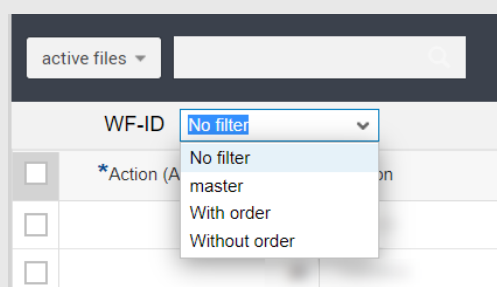 active files
WF-ID No filter
No filter
master
With order
Without order
*Action (A
on